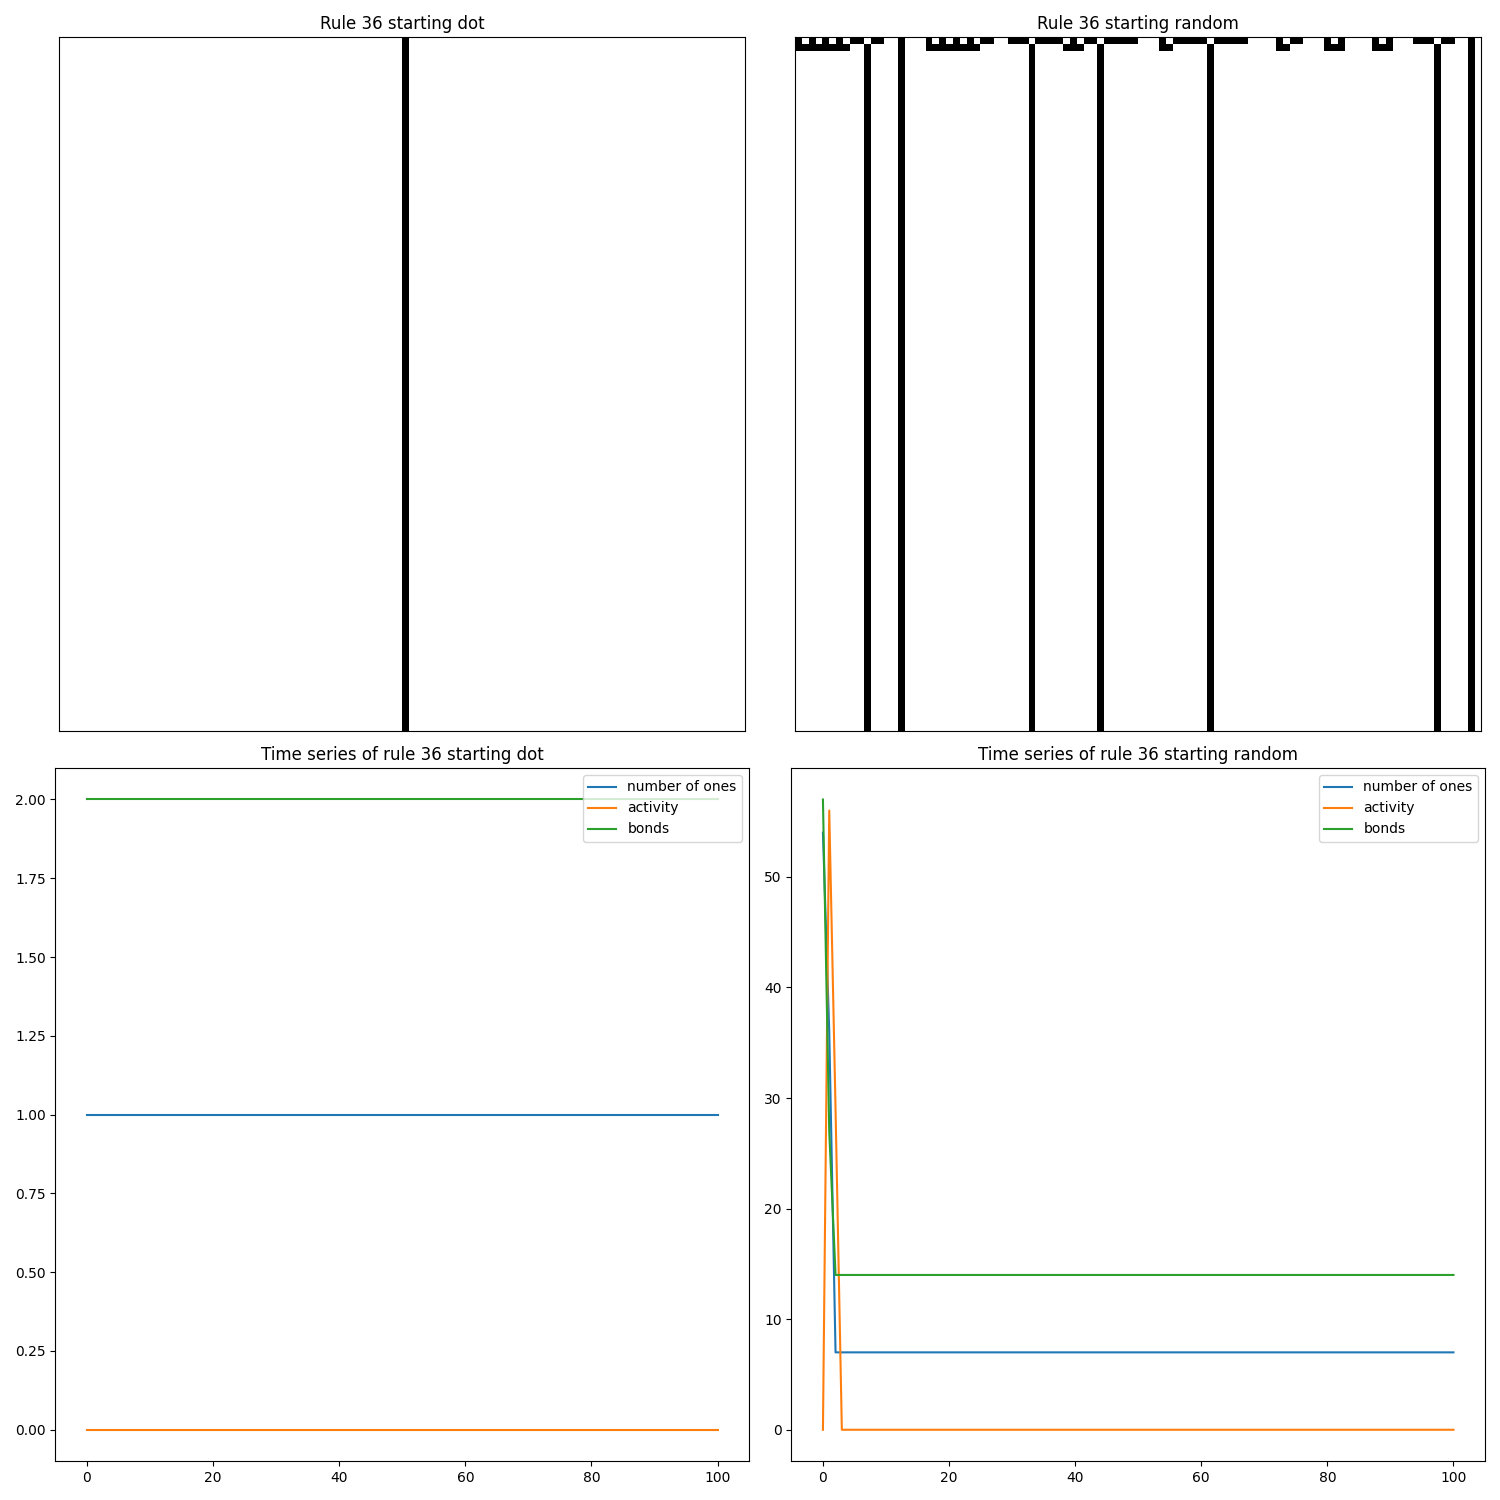 Rule 36 starting dot
Rule 36 starting random
Time series of rule 36 starting dot
number of ones
activity
bonds
2.00
1.75
1.50
1.25
1.00
0.75
0.50
0.25
0.00
0 20 40 60 80 100
Time series of rule 36 starting random
number of ones
activity
bonds
50
40
30
20
10
0
0 20 40 60 80 100